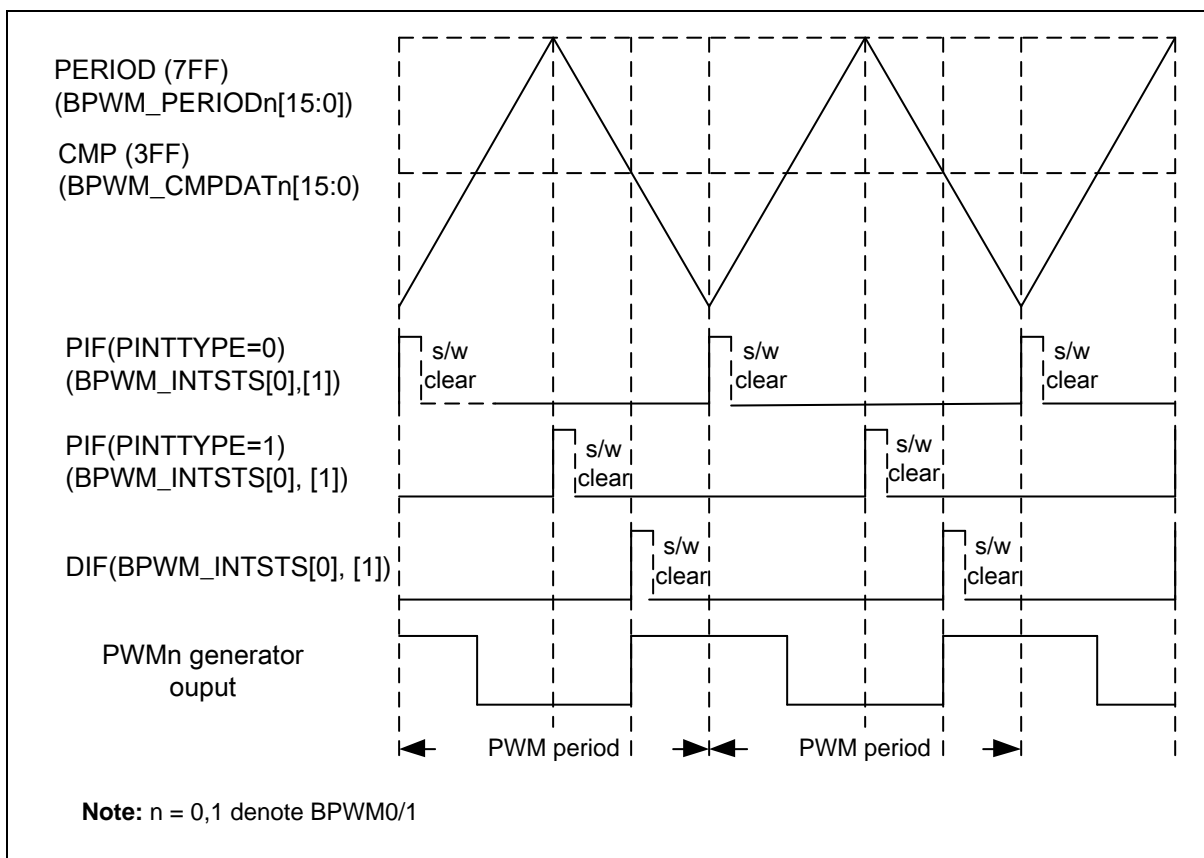 PERIOD (7FF)
(BPWM_PERIODn[15:0])
CMP (3FF)
(BPWM_CMPDATn[15:0)
PIF(PINTTYPE=0)
(BPWM_INTSTS[0],[1])
s/w
clear
s/w
clear
s/w
clear
PIF(PINTTYPE=1)
(BPWM_INTSTS[0], [1])
s/w
clear
s/w
clear
DIF(BPWM_INTSTS[0], [1])
s/w
clear
s/w
clear
PWMn generator
ouput
PWM period
PWM period
Note: n = 0,1 denote BPWM0/1